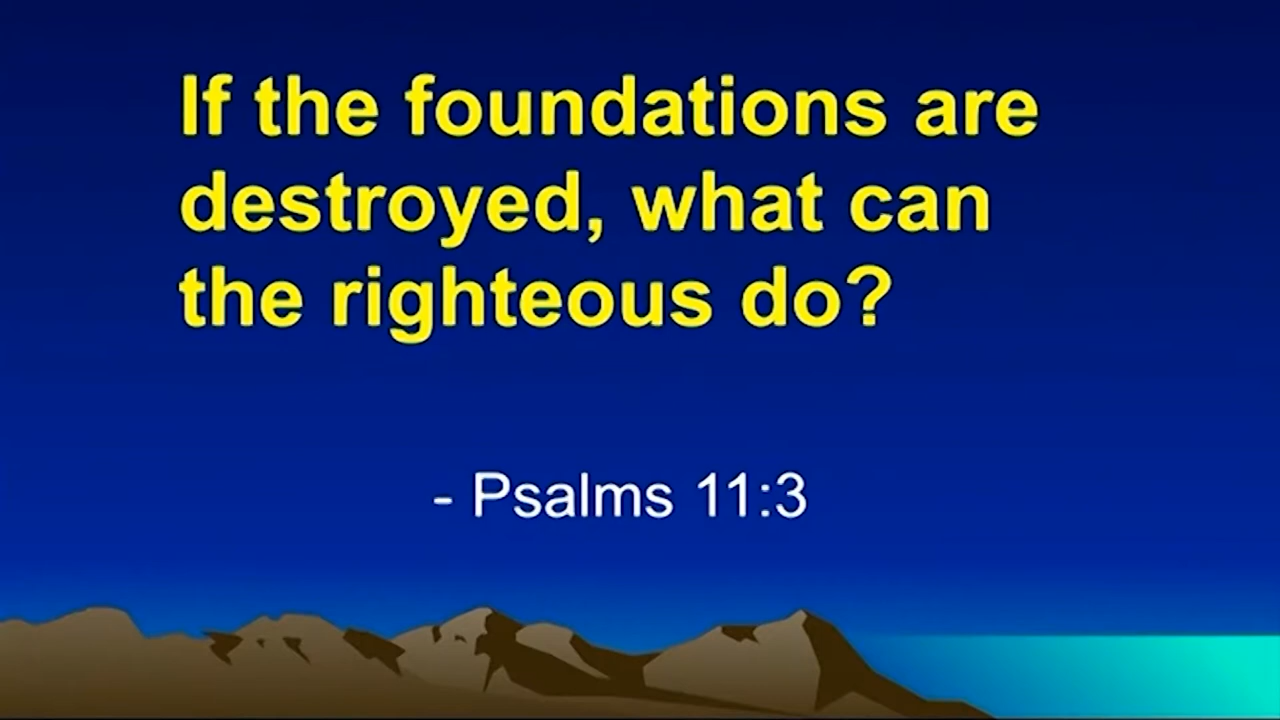 If the foundations are
destroyed, what can
the righteous do?
- Psalms 11:3